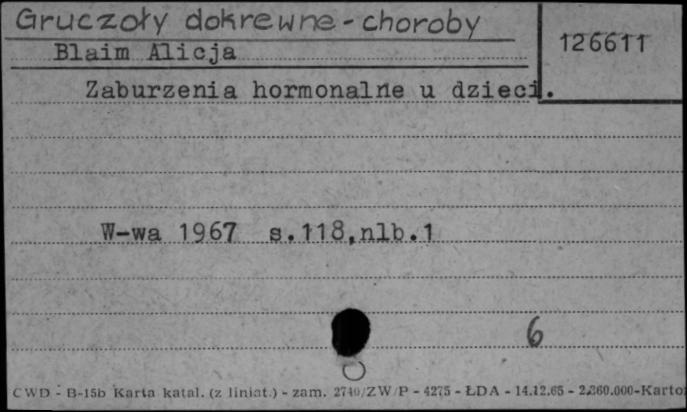 Gruczoły dokrewne - choroby
126611
Blaim Alicja
Zaburzenia hormonalne u dzieci.
W-wa 1967 s.118,nlb.1
6
CWD - B-15b Karta katal. (z liniat.) - zam. 2740/ZW/P - 4275 - ŁDA - 14.12.65 - 2.260.000-Karto